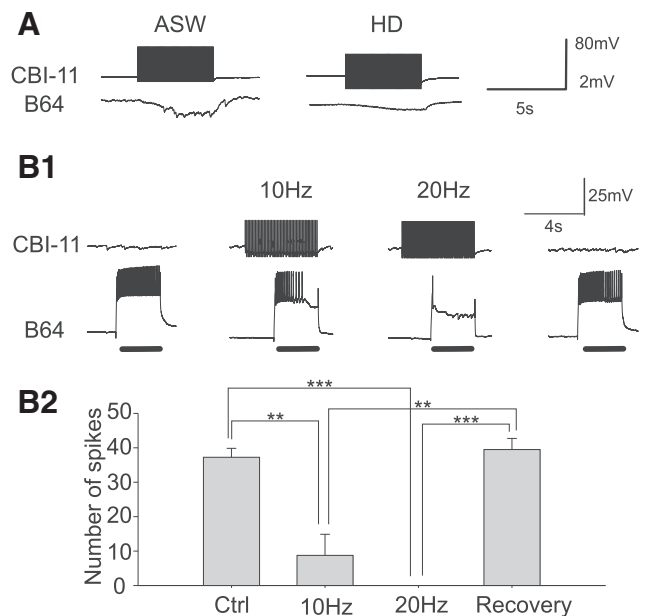 A
ASW HD
CBI-11
B64
80mV
2mV
5s
B1
10Hz 20Hz
25mV
4s
CBI-11
B64
B2
***
**
**
***
Number of spikes
50
40
30
20
10
0
Ctrl 10Hz 20Hz Recovery